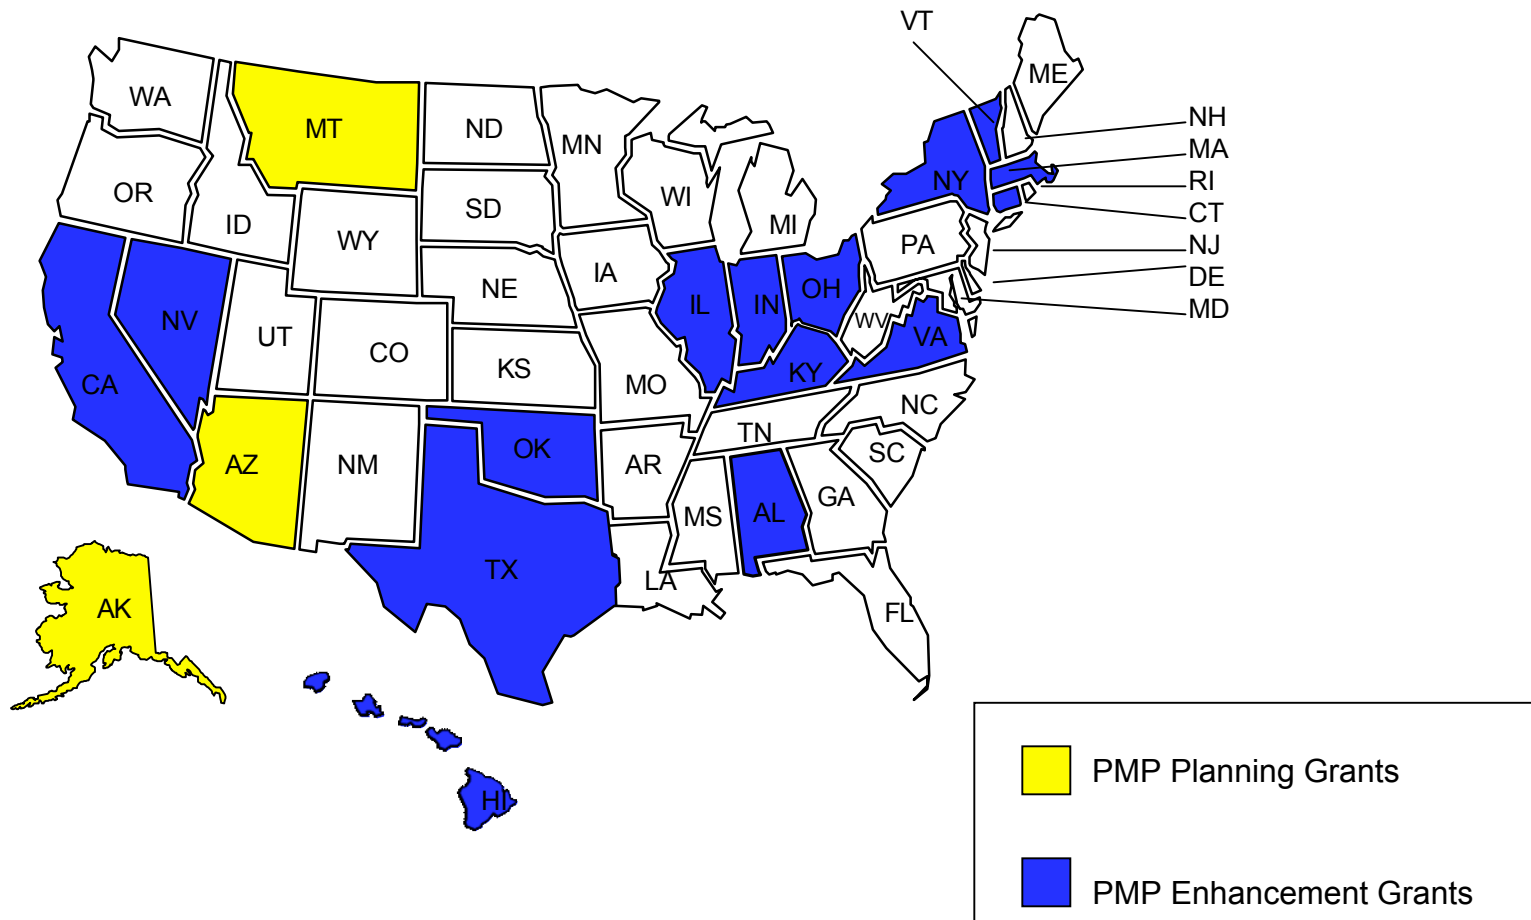 VT
ME
WA
MT
ND
MN
NH
MA
RI
CT
NJ
DE
MD
OR
ID
WY
SD
WI
MI
NY
PA
NE
IA
IL
IN
OH
WV
VA
NV
UT
CO
KS
MO
KY
CA
NC
TN
SC
AZ
NM
OK
AR
MS
AL
GA
TX
LA
FL
AK
HI
PMP Planning Grants
PMP Enhancement Grants